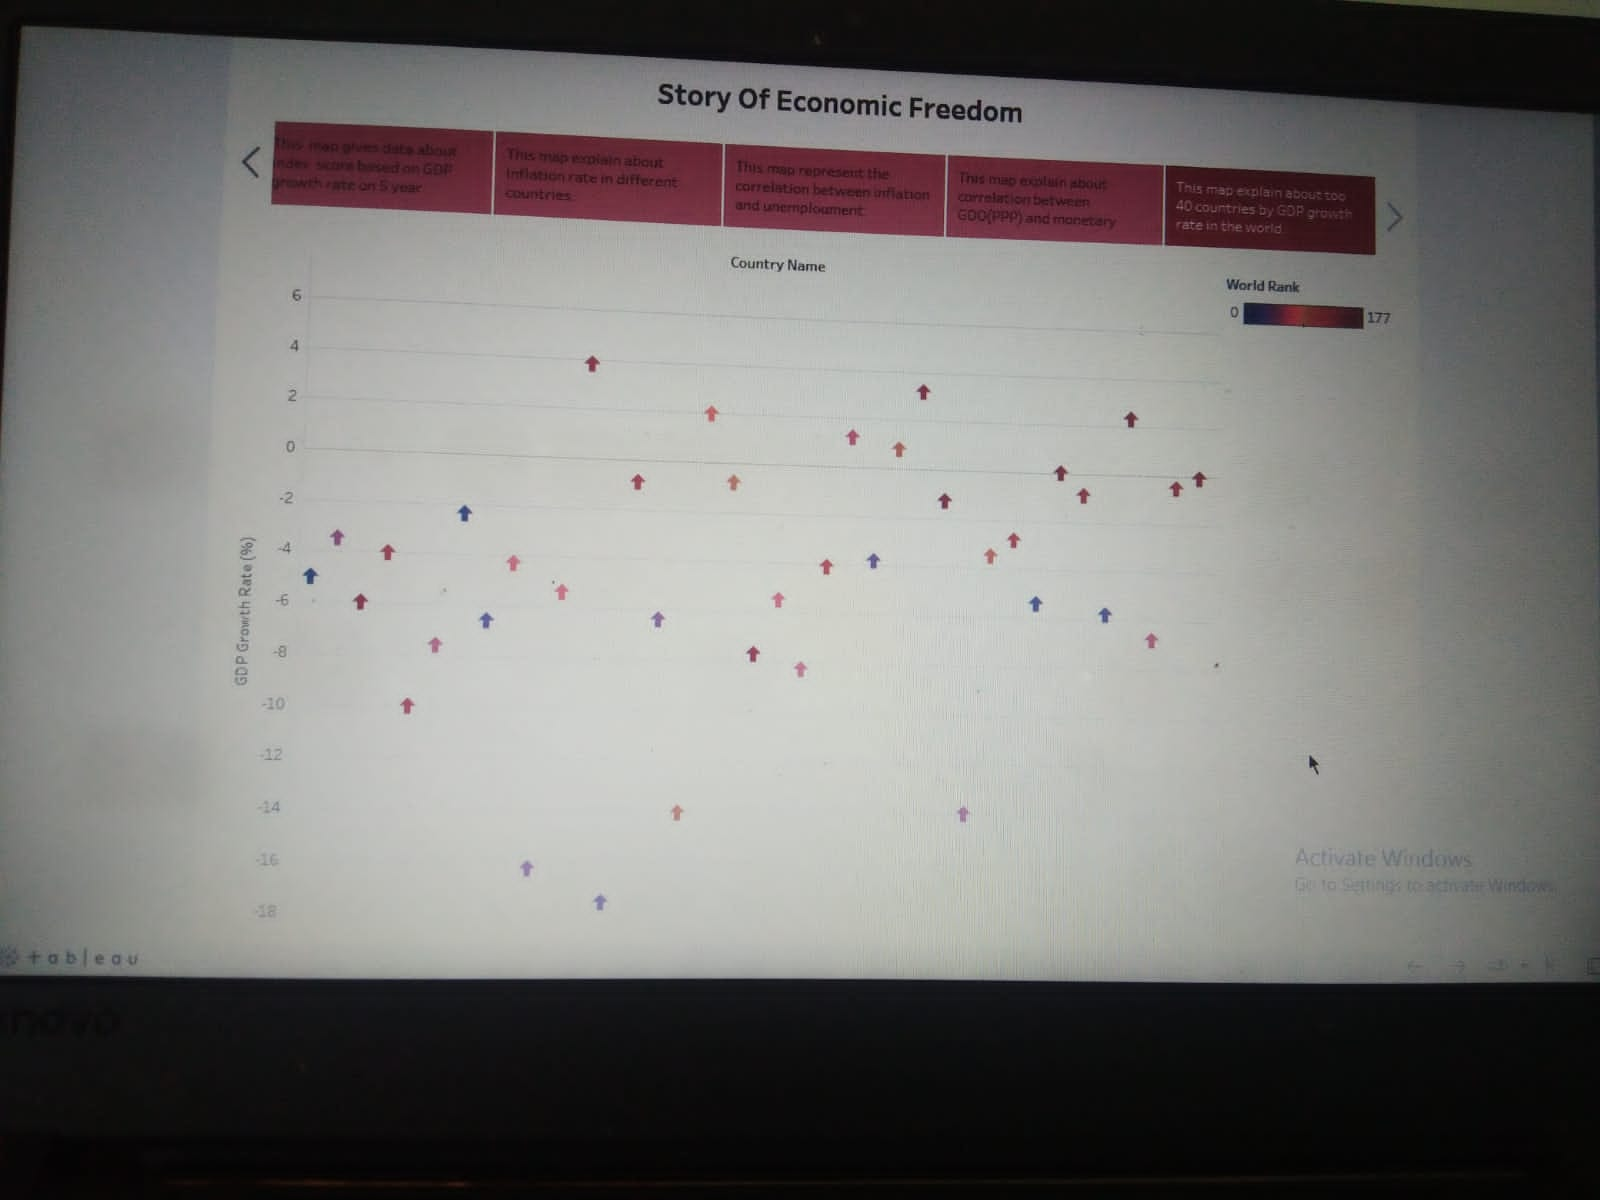 Story Of Economic Freedom
This map gives data about
index score based on GDP
growth rate on 5 year
This map explain about
Inflation rate in different
countries.
This map represent the
correlation between inflation
and unemploument.
This map explain about
correlation between
GDO(PPP) and monetary
This map explain about too
40 countries by GDP growth
rate in the world.
Country Name
World Rank
0
177
6
4
2
0
-2
-4
-6
-8
-10
-12
-14
-16
-18
GDP Growth Rate (%)
Activate Windows
Go to Settings to activate Windows.
+ableau